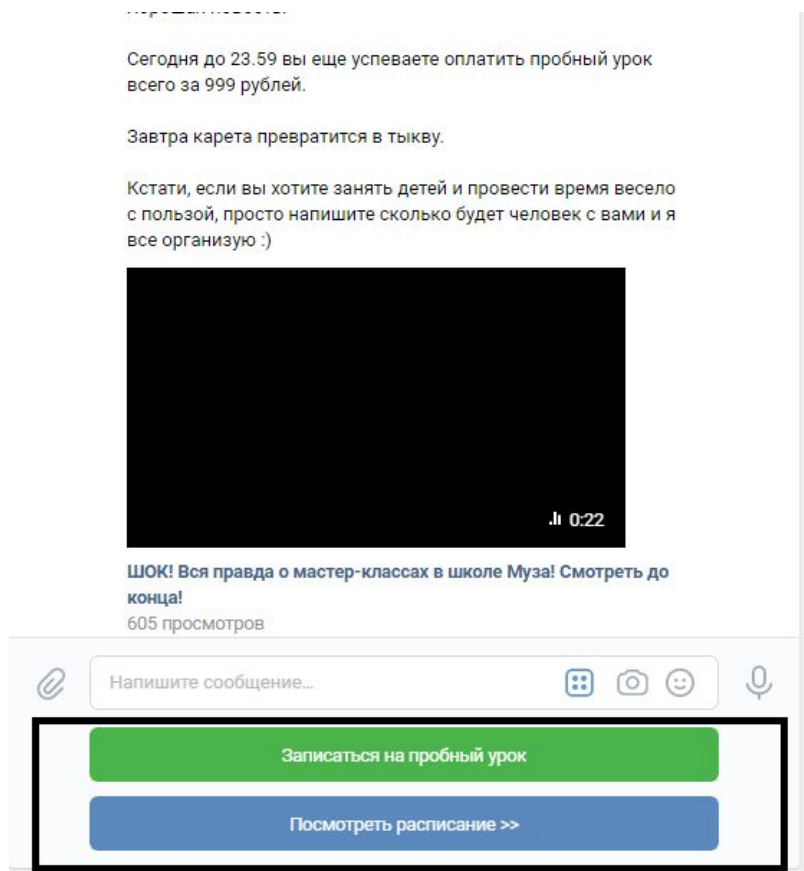 Сегодня до 23.59 вы еще успеваете оплатить пробный урок
всего за 999 рублей.
Завтра карета превратится в тыкву.
Кстати, если вы хотите занять детей и провести время весело
с пользой, просто напишите сколько будет человек с вами и я
все организую :)
0:22
ШОК! Вся правда о мастер-классах в школе Муза! Смотреть до
конца!
605 просмотров
Напишите сообщение...
Записаться на пробный урок
Посмотреть расписание >>